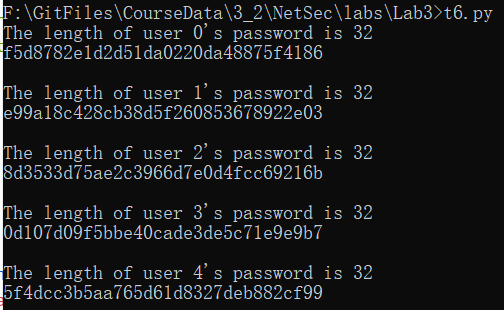 F:\GitFiles\CourseData\3_2\NetSec\labs\Lab3>t6.py
The length of user 0's password is 32
f5d8782e1d2d51da0220da48875f4186

The length of user 1's password is 32
e99a18c428cb38d5f260853678922e03

The length of user 2's password is 32
8d3533d75ae2c3966d7e0d4fcc69216b

The length of user 3's password is 32
0d107d09f5bbe40cade3de5c71e9e9b7

The length of user 4's password is 32
5f4dcc3b5aa765d61d8327deb882cf99